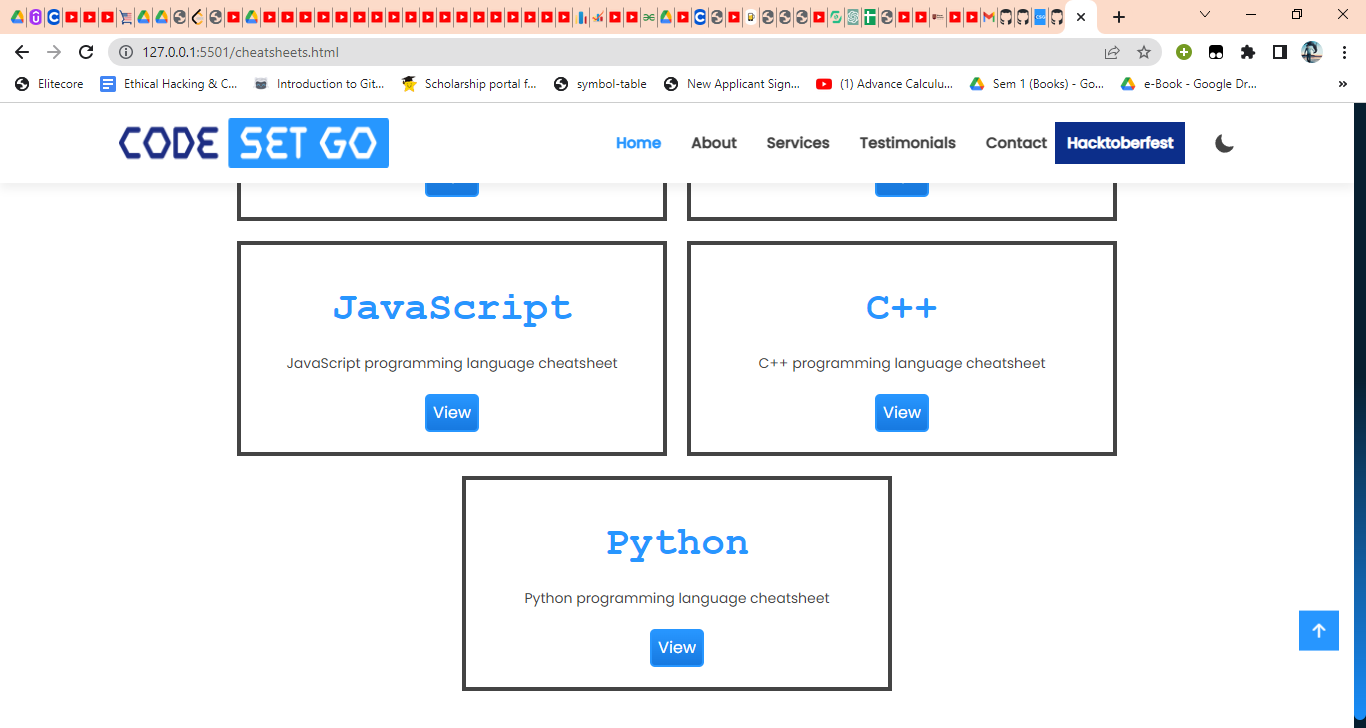 127.0.0.1:5501/cheatsheets.html
Elitecore
Ethical Hacking & C...
Introduction to Git...
Scholarship portal f...
symbol-table
New Applicant Sign...
(1) Advance Calculu...
Sem 1 (Books) - Go...
e-Book - Google Dr...
»
CODE SET GO
Home
About
Services
Testimonials
Contact
Hacktoberfest
JavaScript
JavaScript programming language cheatsheet
View
C++
C++ programming language cheatsheet
View
Python
Python programming language cheatsheet
View